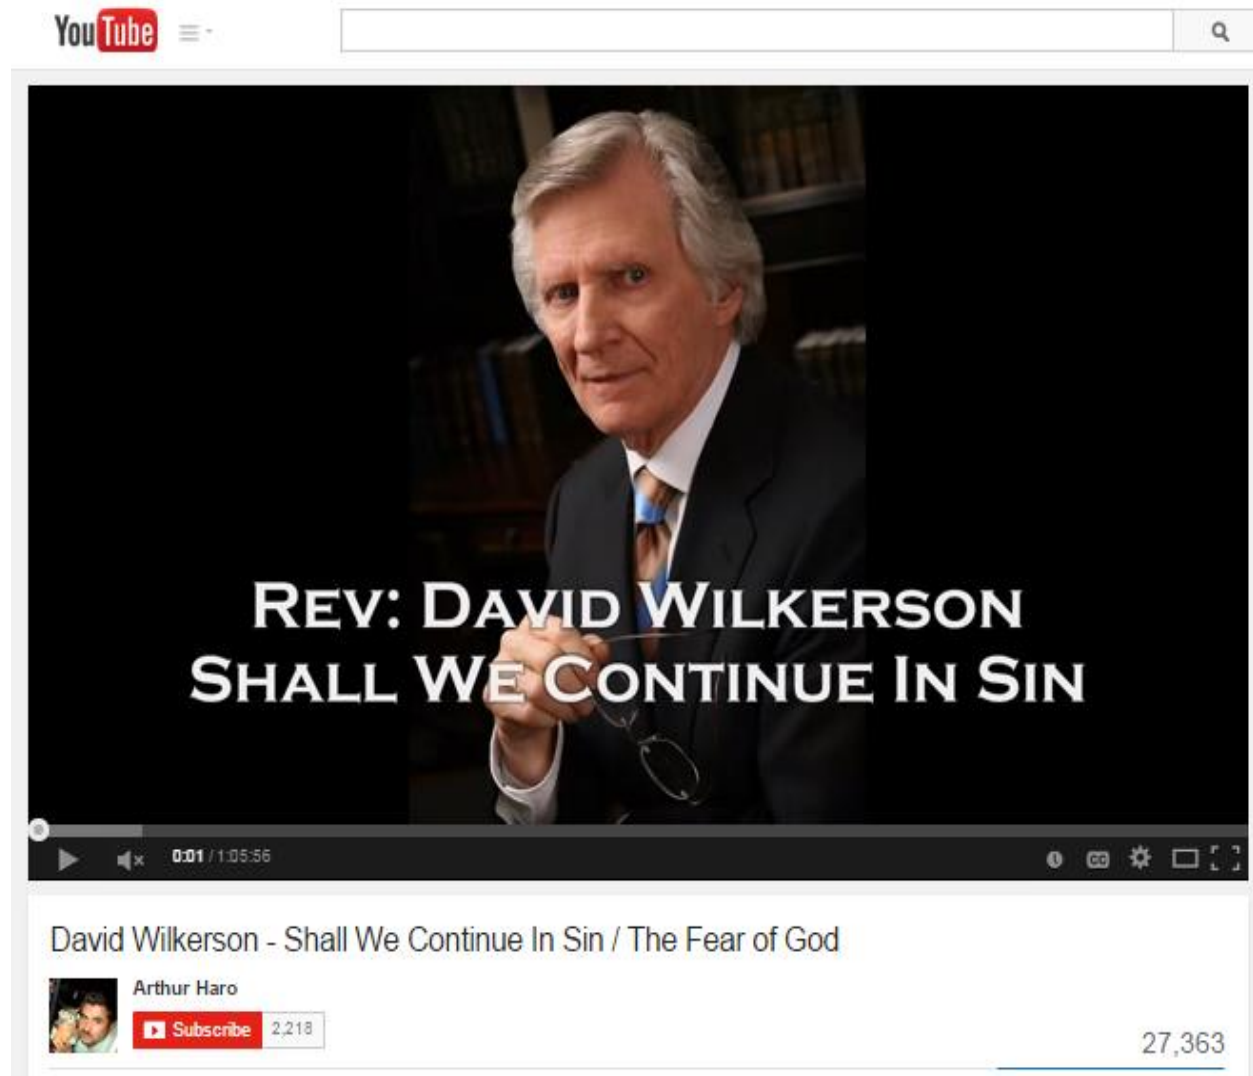 YouTube
REV: DAVID WILKERSON
SHALL WE CONTINUE IN SIN
0:01 / 1:05:56
CC
David Wilkerson - Shall We Continue In Sin / The Fear of God
Arthur Haro
Subscribe 2,218
27,363